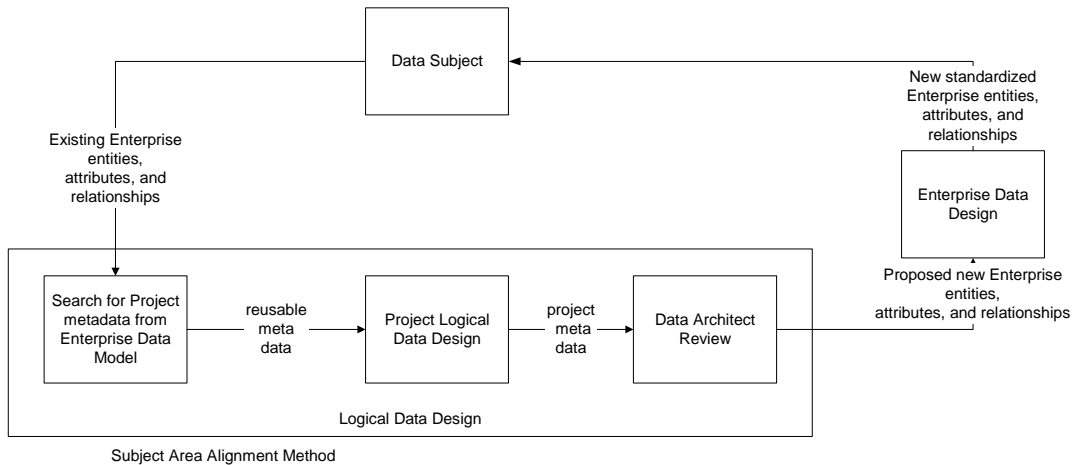 Data Subject
New standardized
Enterprise entities,
attributes, and
relationships
Existing Enterprise
entities,
attributes, and
relationships
Enterprise Data
Design
Proposed new Enterprise
entities,
attributes, and relationships
Search for Project
metadata from
Enterprise Data
Model
reusable
meta
data
Project Logical
Data Design
project
meta
data
Data Architect
Review
Logical Data Design
Subject Area Alignment Method